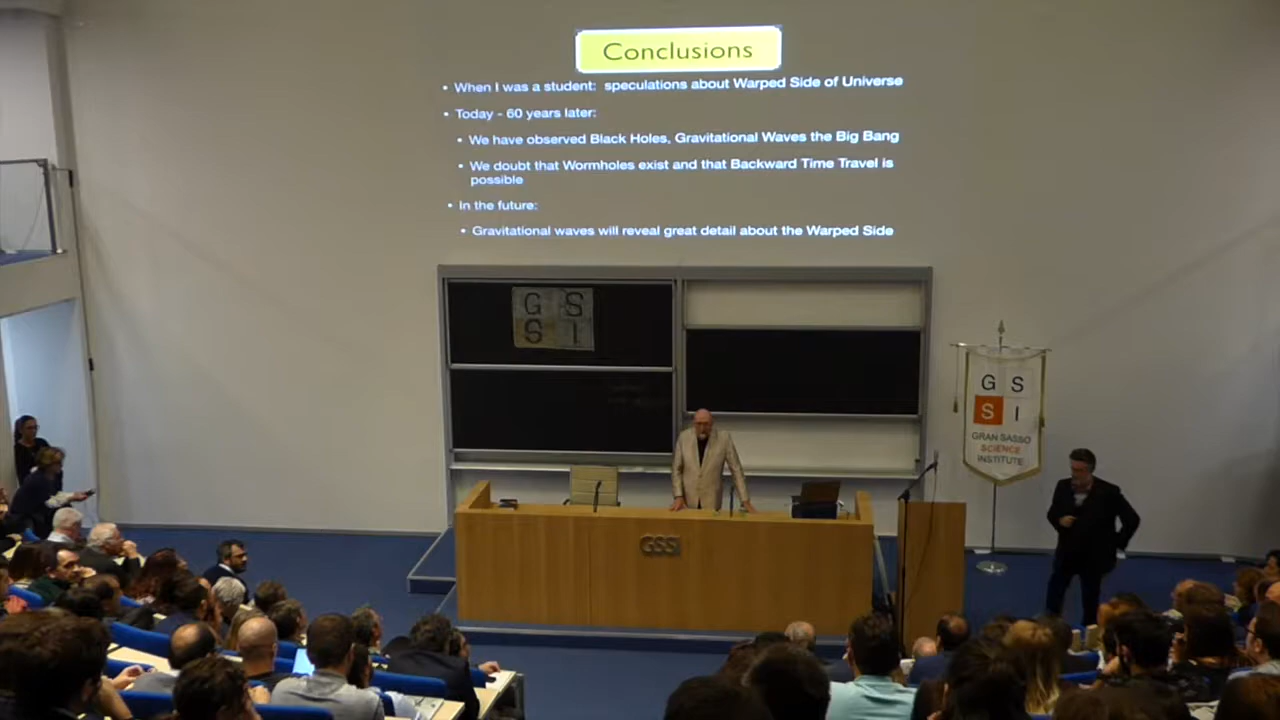 Conclusions
• When I was a student: speculations about Warped Side of Universe
• Today - 60 years later:
• We have observed Black Holes, Gravitational Waves the Big Bang
• We doubt that Wormholes exist and that Backward Time Travel is
possible
• In the future:
• Gravitational waves will reveal great detail about the Warped Side
G S
S I
G S
S I
GRAN SASSO
SCIENCE
INSTITUTE
GSSI